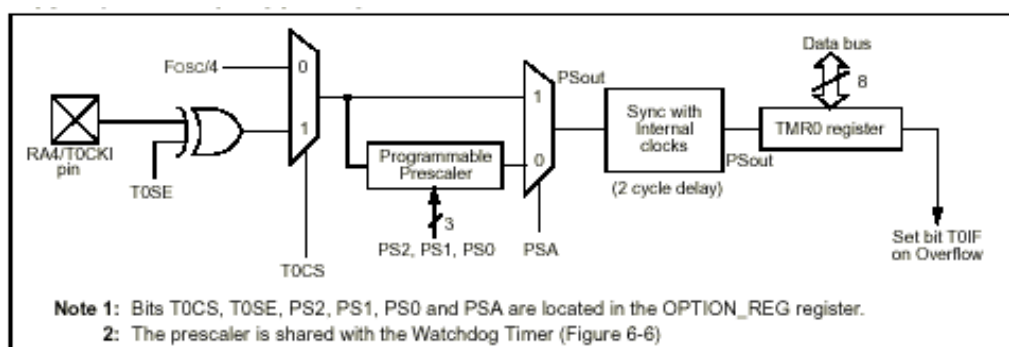 Data bus
FOSC/4
0
PSout
8
1
Sync with
Internal
clocks
TMR0 register
1
RA4/T0CKI
pin
Programmable
Prescaler
0
PSout
T0SE
(2 cycle delay)
3
PS2, PS1, PS0
PSA
Set bit T0IF
on Overflow
T0CS
Note 1: Bits T0CS, T0SE, PS2, PS1, PS0 and PSA are located in the OPTION_REG register.
2: The prescaler is shared with the Watchdog Timer (Figure 6-6)